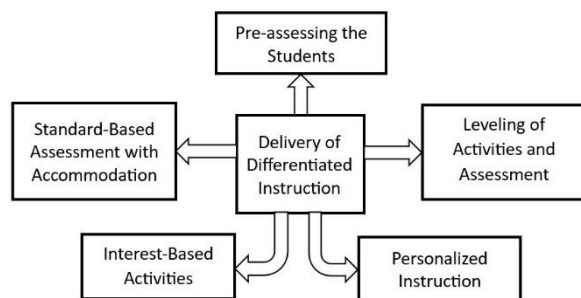 Pre-assessing the
Students
Standard-Based
Assessment with
Accommodation
Delivery of
Differentiated
Instruction
Leveling of
Activities and
Assessment
Interest-Based
Activities
Personalized
Instruction